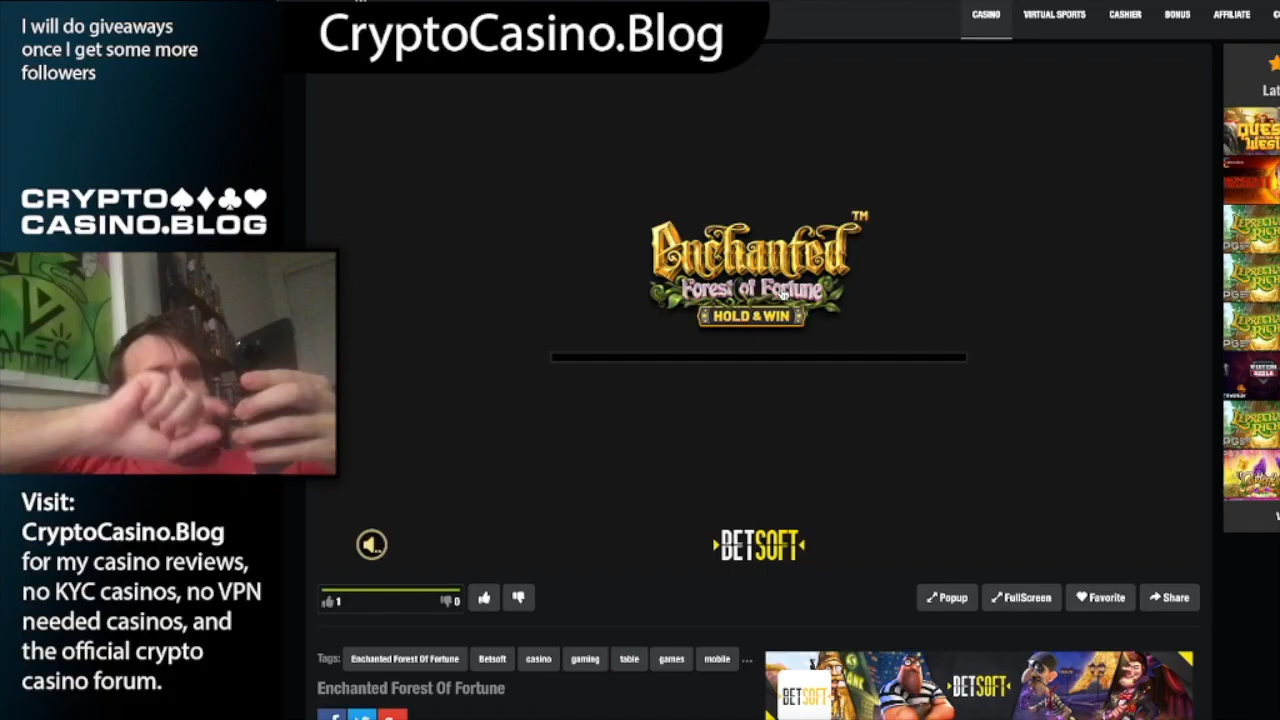 I will do giveaways
once I get some more
followers
CryptoCasino.Blog
CASINO
VIRTUAL SPORTS
CASHIER
BONUS
AFFILIATE
CRYPTO
CASINO.BLOG
Enchanted™
Forest of Fortune
HOLD & WIN
Visit:
CryptoCasino.Blog
for my casino reviews,
no KYC casinos, no VPN
needed casinos, and
the official crypto
casino forum.
BETSOFT
1
0
Popup
FullScreen
Favorite
Share
Tags:
Enchanted Forest Of Fortune
Betsoft
casino
gaming
table
games
mobile
...
Enchanted Forest Of Fortune
BETSOFT
BETSOFT